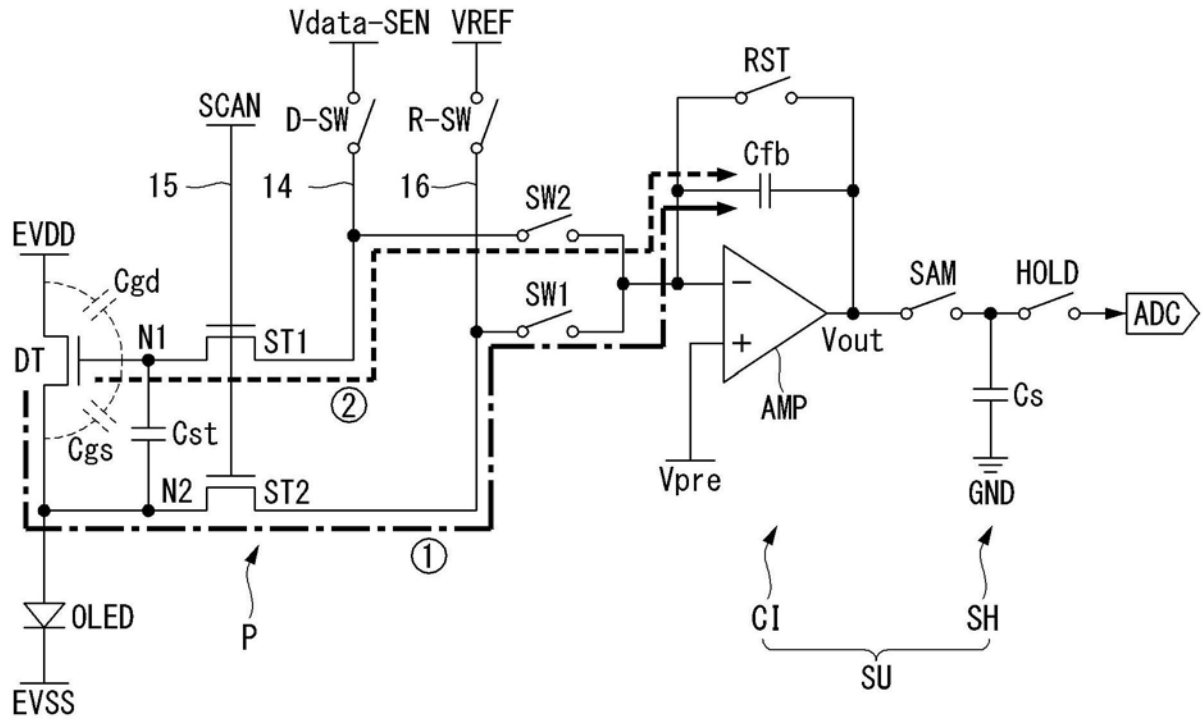 Vdata-SEN VREF
RST
SCAN
D-SW R-SW
Cfb
15 14 16
SW2
EVDD
Cgd
SW1
SAM HOLD
ADC
N1 ST1
DT
Vout
②
AMP
Cs
Cgs Cst
Vpre
N2 ST2
GND
①
OLED
P
CI SH
SU
EVSS
−
+